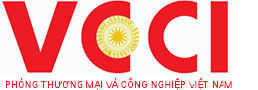 VCCI
PHÒNG THƯƠNG MẠI VÀ CÔNG NGHIỆP VIỆT NAM